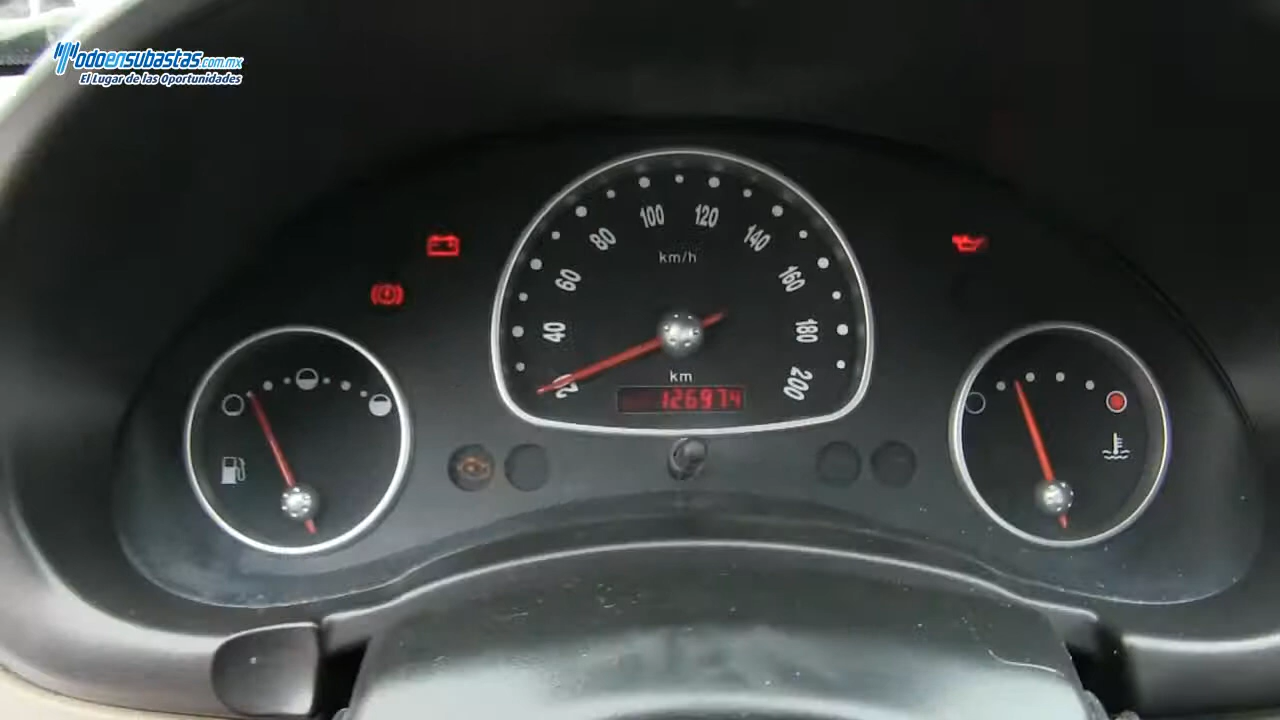 Todoensubastas.com.mx
El Lugar de las Oportunidades
20
40
60
80
100
120
140
160
180
200
km/h
km
126974